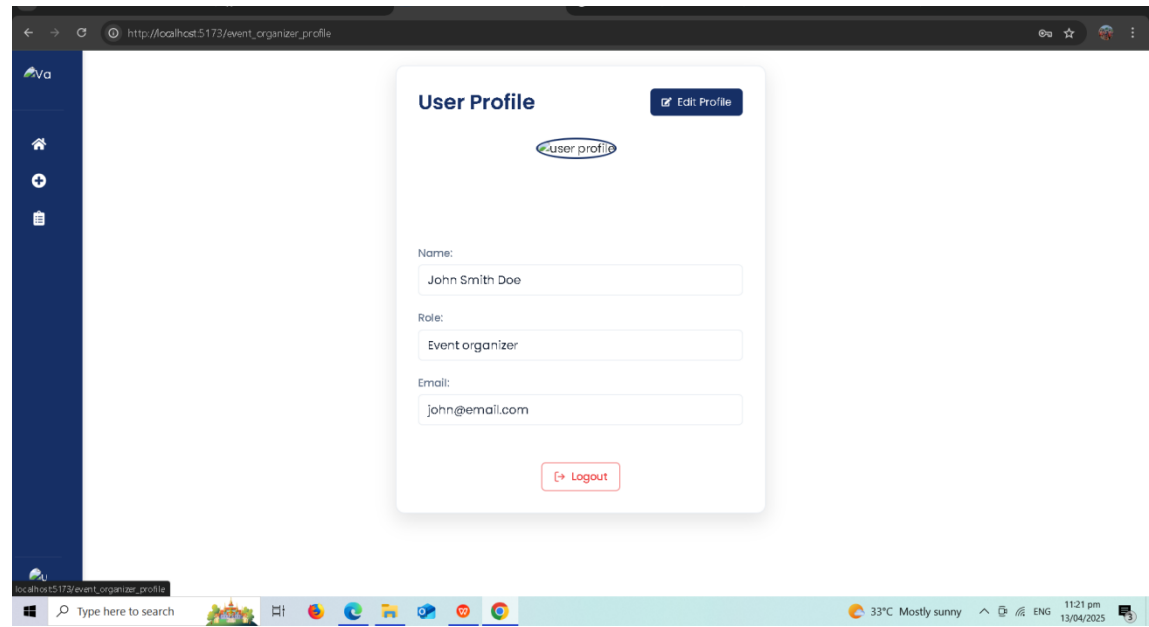 http://localhost:5173/event_organizer_profile
Va
User Profile
Edit Profile
user profile
Name:
John Smith Doe
Role:
Event organizer
Email:
john@email.com
Logout
U
localhost:5173/event_organizer_profile
Type here to search
33°C Mostly sunny
ENG
11:21 pm
13/04/2025
3